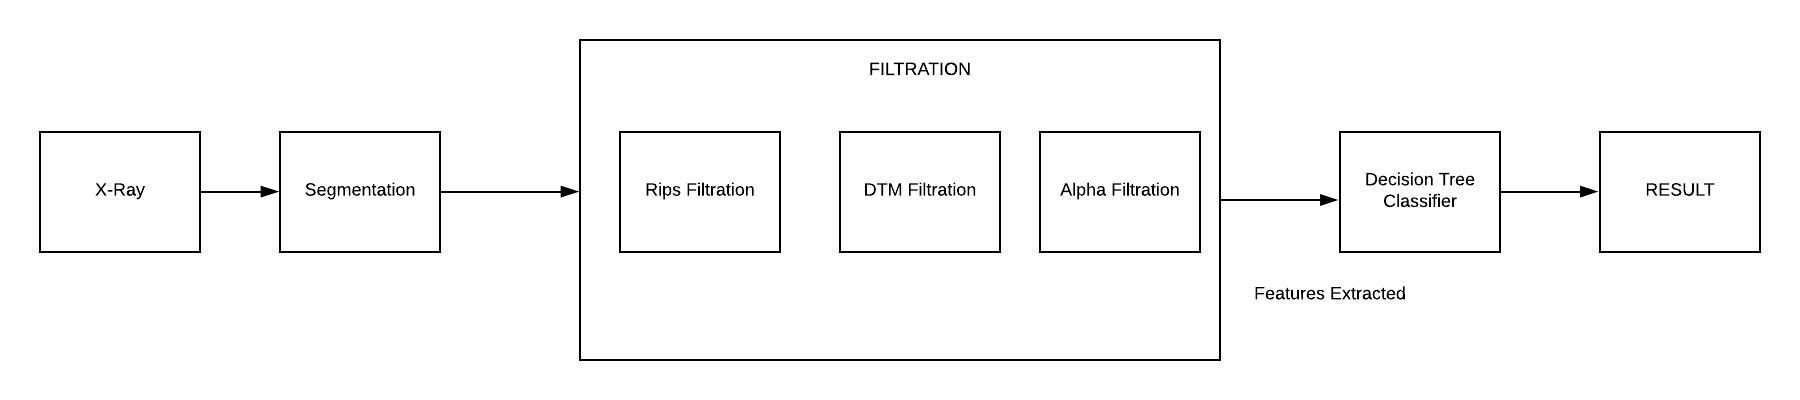 FILTRATION
X-Ray
Segmentation
Rips Filtration
DTM Filtration
Alpha Filtration
Decision Tree
Classifier
RESULT
Features Extracted